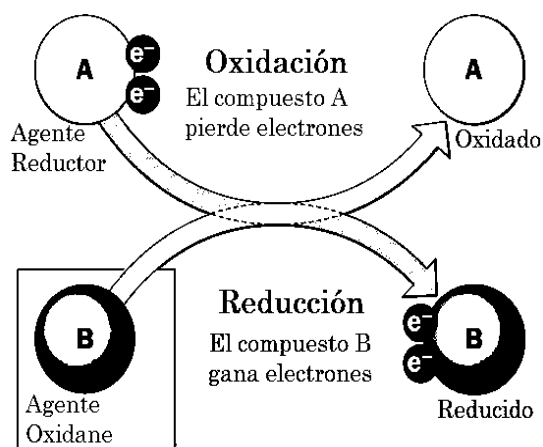 A
e⁻
e⁻
Agente
Reductor
Oxidación
El compuesto A
pierde electrones
A
Oxidado
B
Agente
Oxidane
Reducción
El compuesto B
gana electrones
e⁻
e⁻
B
Reducido